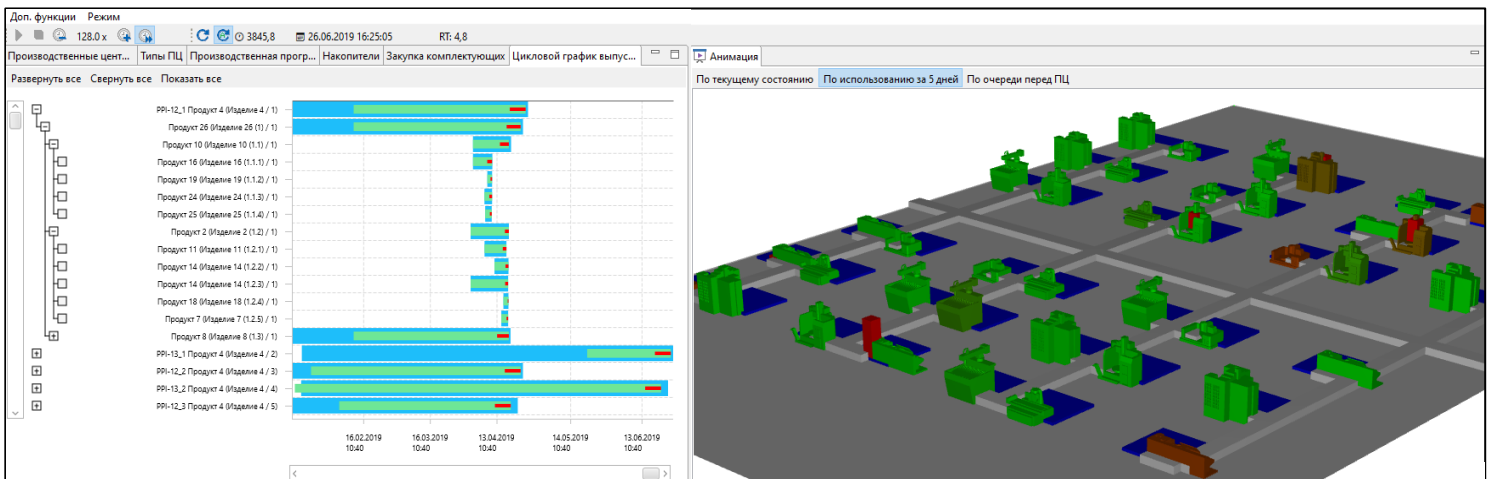 Доп. функции Режим
128.0 x 3845,8 26.06.2019 16:25:05 RT: 4,8
Производственные цент... Типы ПЦ Производственная прогр... Накопители Закупка комплектующих Цикловой график выпус...
Развернуть все Свернуть все Показать все
PPI-12_1 Продукт 4 (Изделие 4 / 1)
Продукт 26 (Изделие 26 (1) / 1)
Продукт 10 (Изделие 10 (1.1) / 1)
Продукт 16 (Изделие 16 (1.1.1) / 1)
Продукт 19 (Изделие 19 (1.1.2) / 1)
Продукт 24 (Изделие 24 (1.1.3) / 1)
Продукт 25 (Изделие 25 (1.1.4) / 1)
Продукт 2 (Изделие 2 (1.2) / 1)
Продукт 11 (Изделие 11 (1.2.1) / 1)
Продукт 14 (Изделие 14 (1.2.2) / 1)
Продукт 14 (Изделие 14 (1.2.3) / 1)
Продукт 18 (Изделие 18 (1.2.4) / 1)
Продукт 7 (Изделие 7 (1.2.5) / 1)
Продукт 8 (Изделие 8 (1.3) / 1)
PPI-13_1 Продукт 4 (Изделие 4 / 2)
PPI-12_2 Продукт 4 (Изделие 4 / 3)
PPI-13_2 Продукт 4 (Изделие 4 / 4)
PPI-12_3 Продукт 4 (Изделие 4 / 5)
16.02.2019 16.03.2019 13.04.2019 14.05.2019 13.06.2019
10:40 10:40 10:40 10:40 10:40
Анимация
По текущему состоянию По использованию за 5 дней По очереди перед ПЦ